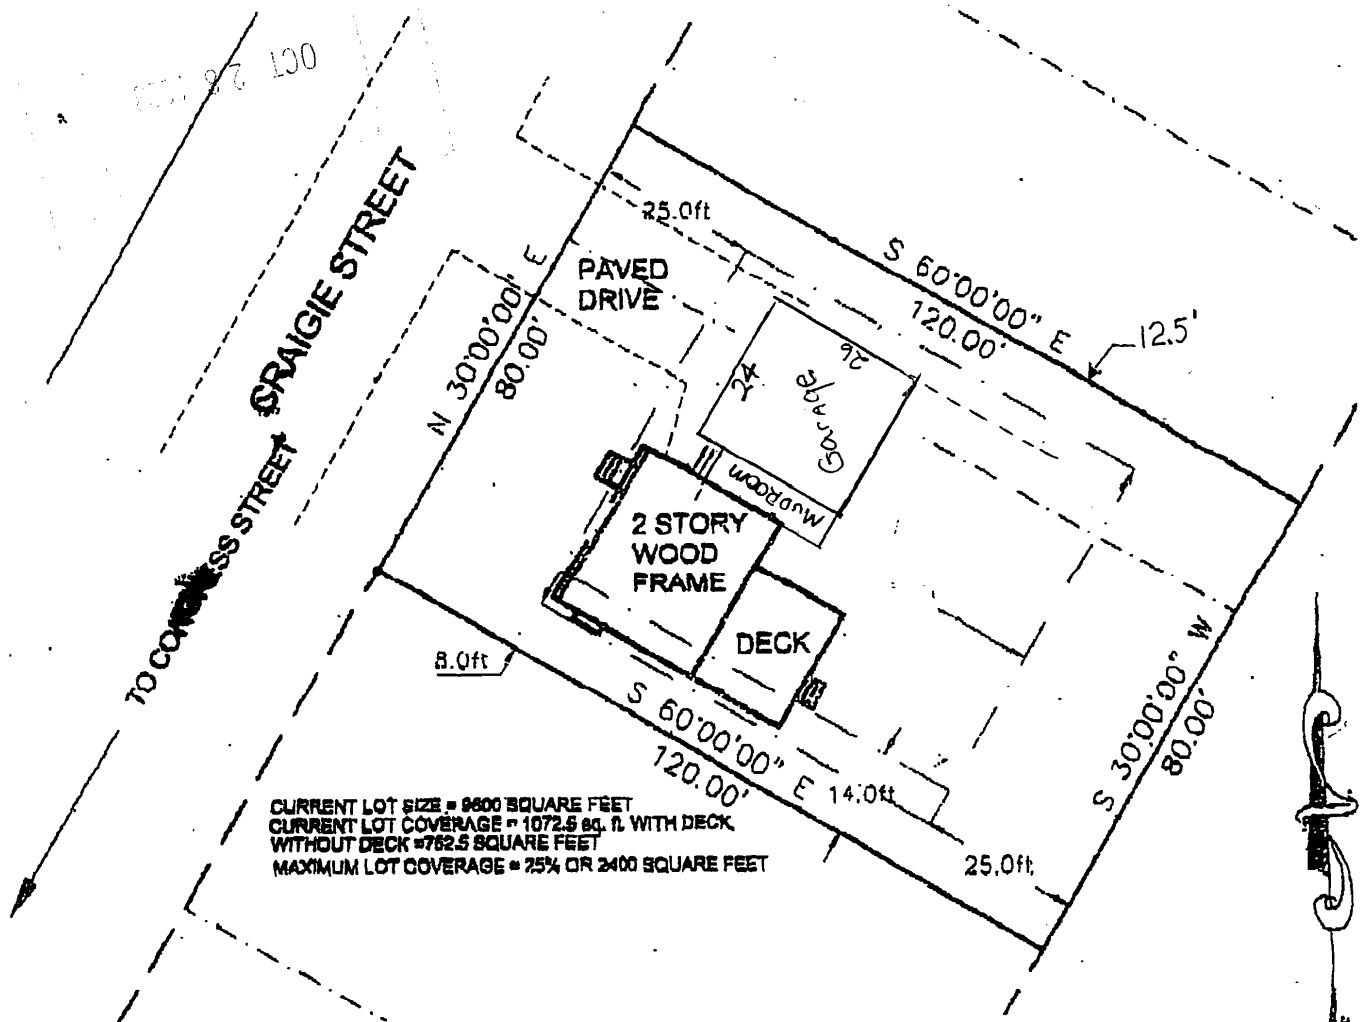 OCT 28
CRAIGIE STREET
TO CONGRESS STREET
N 30°00'00" E
80.00'
25.0ft
PAVED
DRIVE
S 60°00'00" E
120.00'
12.5'
24
26
Garage
MUDROOM
2 STORY
WOOD
FRAME
DECK
8.0ft
S 60°00'00" E
120.00'
14.0ft
25.0ft
S 30°00'00" W
80.00'
CURRENT LOT SIZE = 9600 SQUARE FEET
CURRENT LOT COVERAGE = 1072.5 sq. ft. WITH DECK
WITHOUT DECK =762.5 SQUARE FEET
MAXIMUM LOT COVERAGE = 25% OR 2400 SQUARE FEET